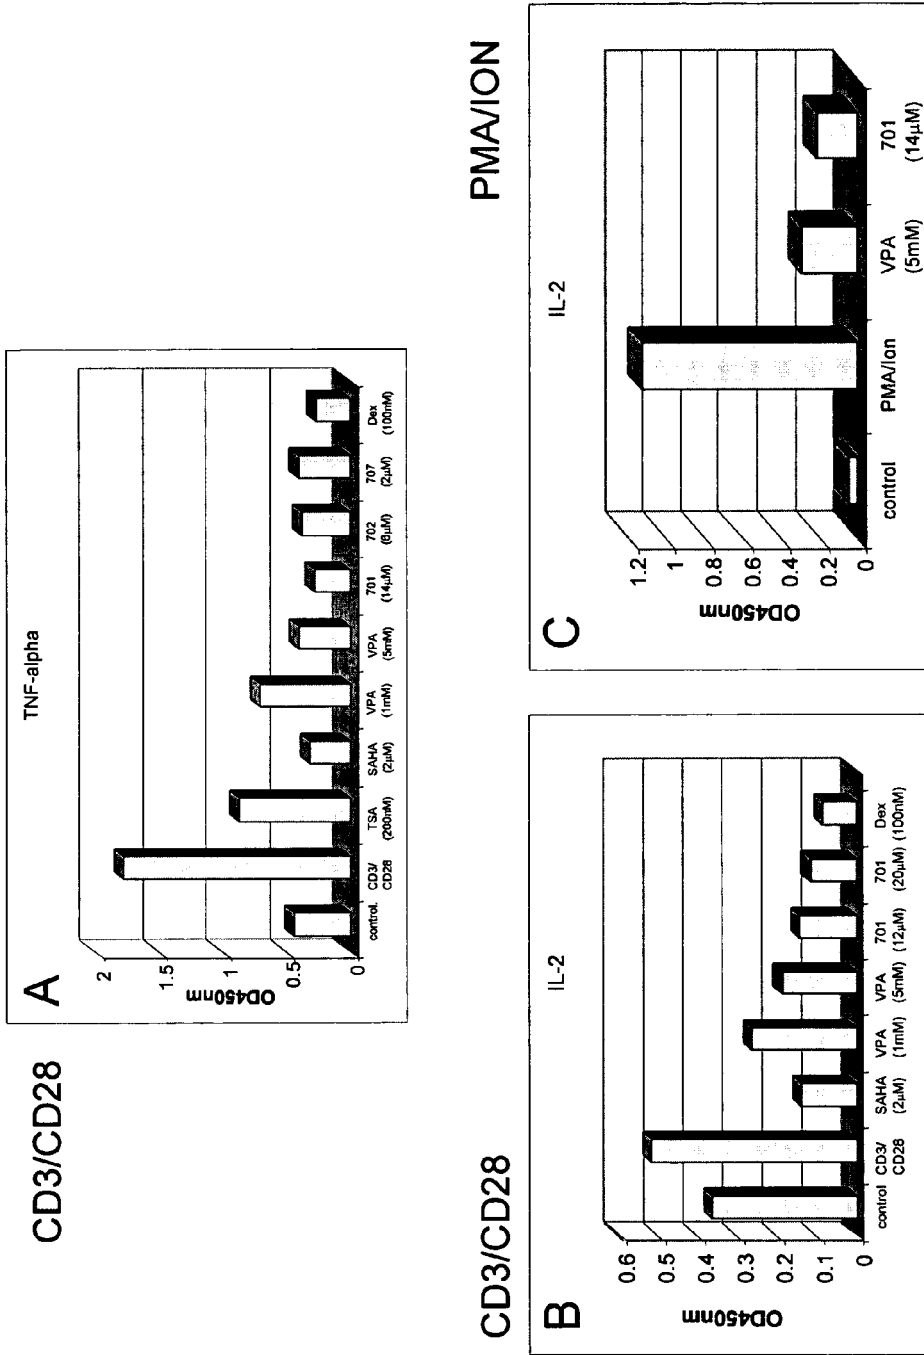 CD3/CD28
A
TNF-alpha
OD450nm
2
1.5
1
0.5
0
control. CD3/ TSA SAHA VPA VPA 701 702 707 Dex
CD28 (200nM) (2µM) (1mM) (5mM) (14µM) (6µM) (2µM) (100nM)
CD3/CD28
B
IL-2
OD450nm
0.6
0.5
0.4
0.3
0.2
0.1
0
control CD3/ SAHA VPA VPA 701 701 Dex
CD28 (2µM) (1mM) (5mM) (12µM) (20µM) (100nM)
PMA/ION
C
IL-2
OD450nm
1.2
1
0.8
0.6
0.4
0.2
0
control PMA/Ion VPA 701
(5mM) (14µM)